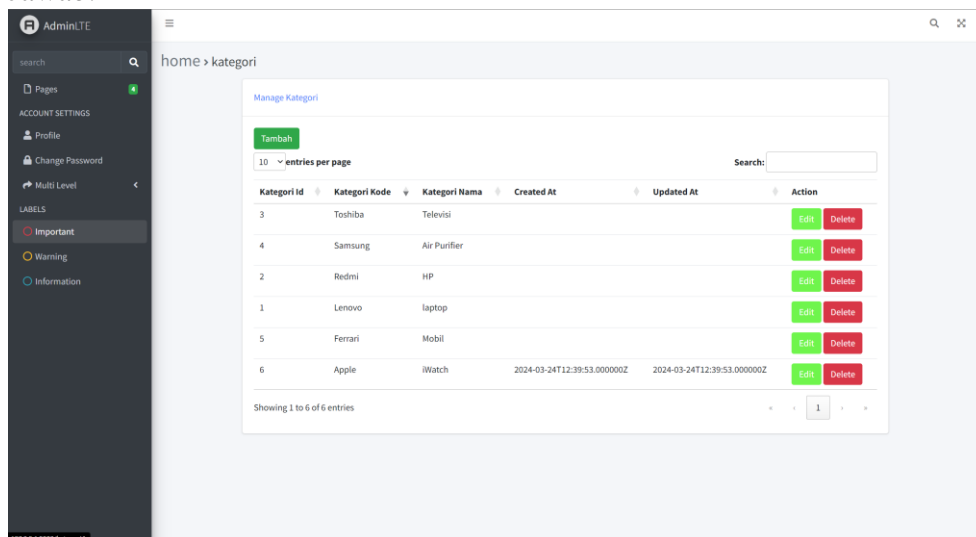 AdminLTE
search
Pages 4
ACCOUNT SETTINGS
Profile
Change Password
Multi Level
LABELS
Important
Warning
Information
home › kategori
Manage Kategori
Tambah
10 entries per page Search:
Kategori Id Kategori Kode Kategori Nama Created At Updated At Action
3 Toshiba Televisi Edit Delete
4 Samsung Air Purifier Edit Delete
2 Redmi HP Edit Delete
1 Lenovo laptop Edit Delete
5 Ferrari Mobil Edit Delete
6 Apple iWatch 2024-03-24T12:39:53.000000Z 2024-03-24T12:39:53.000000Z Edit Delete
Showing 1 to 6 of 6 entries « ‹ 1 › »